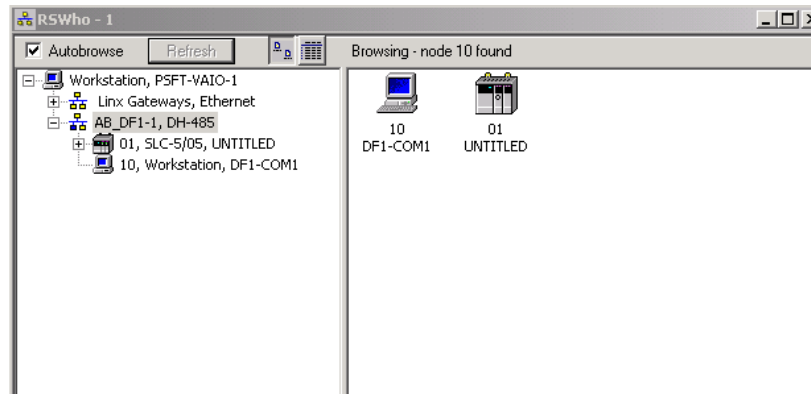 RSWho - 1
Autobrowse Refresh Browsing - node 10 found
Workstation, PSFT-VAIO-1
Linx Gateways, Ethernet
AB_DF1-1, DH-485
01, SLC-5/05, UNTITLED
10, Workstation, DF1-COM1
10
DF1-COM1
01
UNTITLED